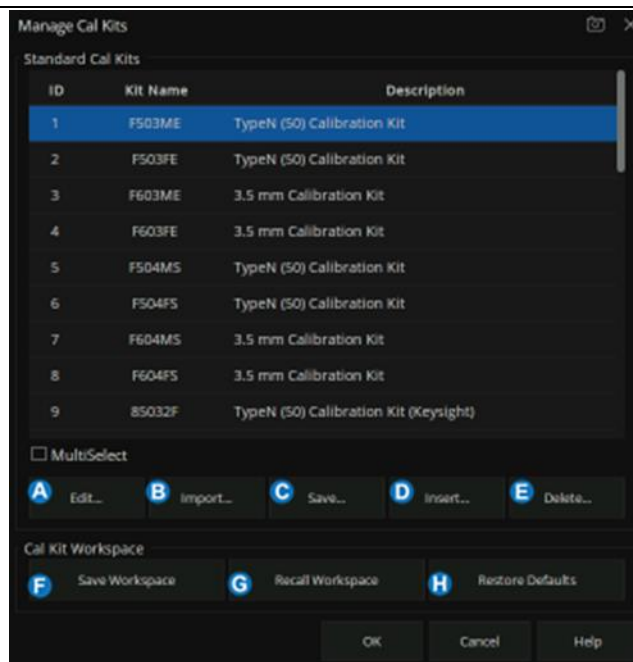 Manage Cal Kits
Standard Cal Kits
ID Kit Name Description
1 F503ME TypeN (50) Calibration Kit
2 F503FE TypeN (50) Calibration Kit
3 F603ME 3.5 mm Calibration Kit
4 F603FE 3.5 mm Calibration Kit
5 F504MS TypeN (50) Calibration Kit
6 F504FS TypeN (50) Calibration Kit
7 F604MS 3.5 mm Calibration Kit
8 F604FS 3.5 mm Calibration Kit
9 85032F TypeN (50) Calibration Kit (Keysight)
MultiSelect
A Edit... B Import... C Save... D Insert... E Delete...
Cal Kit Workspace
F Save Workspace G Recall Workspace H Restore Defaults
OK Cancel Help